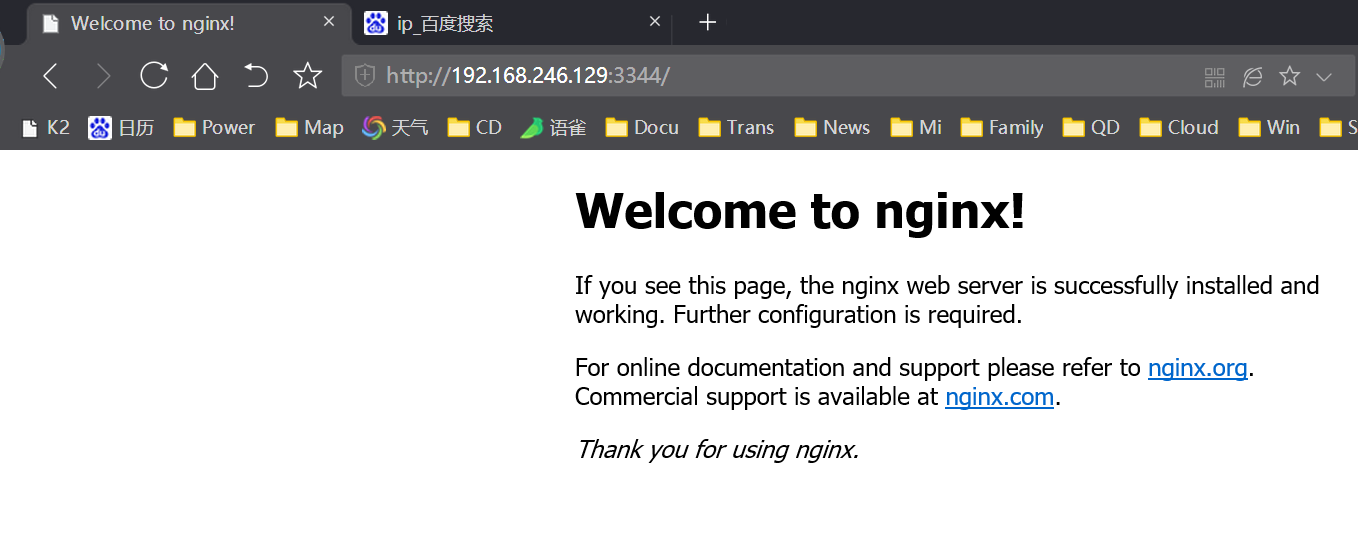 Welcome to nginx!
ip_百度搜索
http://192.168.246.129:3344/
K2 日历 Power Map 天气 CD 语雀 Docu Trans News Mi Family QD Cloud Win S
Welcome to nginx!
If you see this page, the nginx web server is successfully installed and
working. Further configuration is required.
For online documentation and support please refer to nginx.org.
Commercial support is available at nginx.com.
Thank you for using nginx.